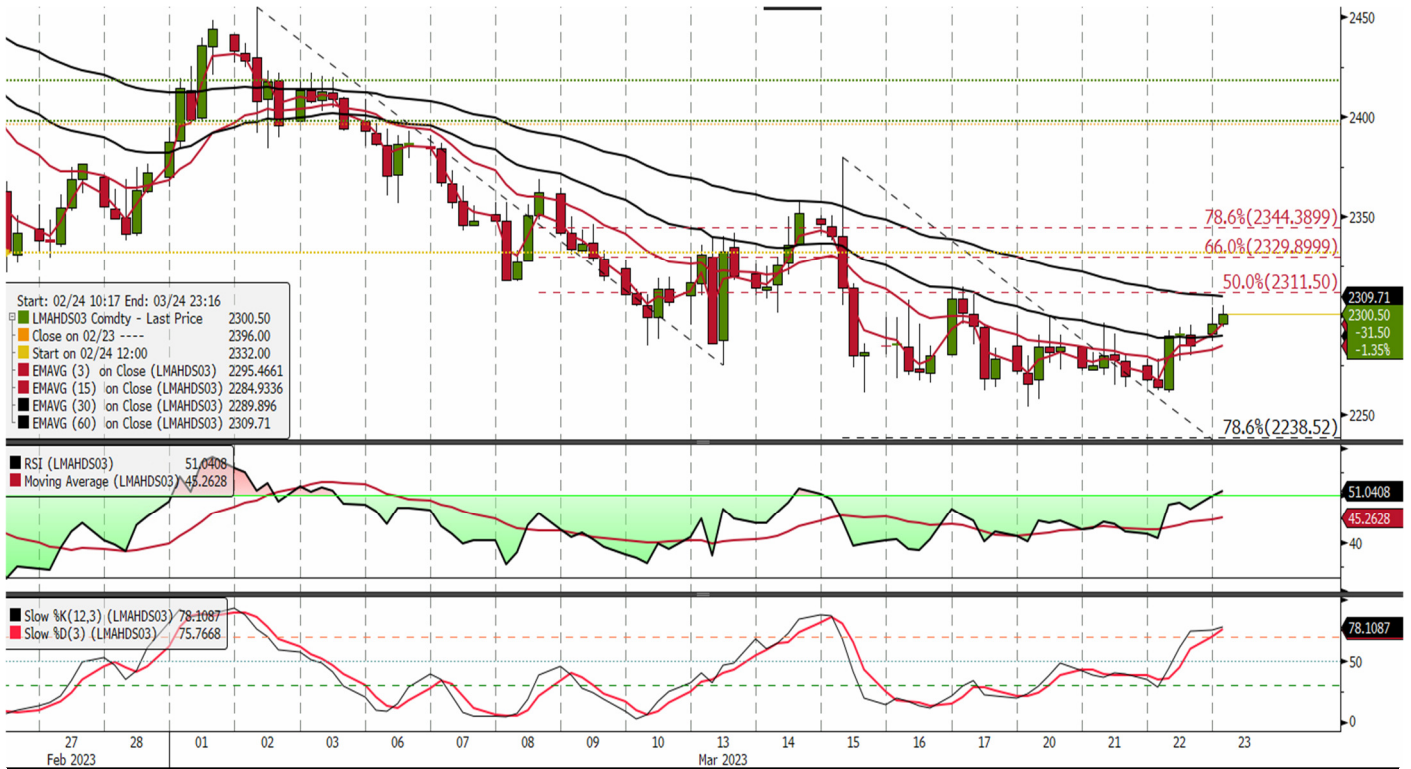 2450
2400
78.6%(2344.3899)
2350
66.0%(2329.8999)
50.0%(2311.50)
2309.71
2300.50
-31.50
-1.35%
2250
78.6%(2238.52)
Start: 02/24 10:17 End: 03/24 23:16
LMAHDS03 Comdty - Last Price 2300.50
Close on 02/23 ---- 2396.00
Start on 02/24 12:00 2332.00
EMAVG (3) on Close (LMAHDS03) 2295.4661
EMAVG (15) on Close (LMAHDS03) 2284.9336
EMAVG (30) on Close (LMAHDS03) 2289.896
EMAVG (60) on Close (LMAHDS03) 2309.71
RSI (LMAHDS03) 51.0408
Moving Average (LMAHDS03) 45.2628
51.0408
45.2628
40
Slow %K(12,3) (LMAHDS03) 78.1087
Slow %D(3) (LMAHDS03) 75.7668
78.1087
50
0
27 28 01 02 03 06 07 08 09 10 13 14 15 16 17 20 21 22 23
Feb 2023 Mar 2023